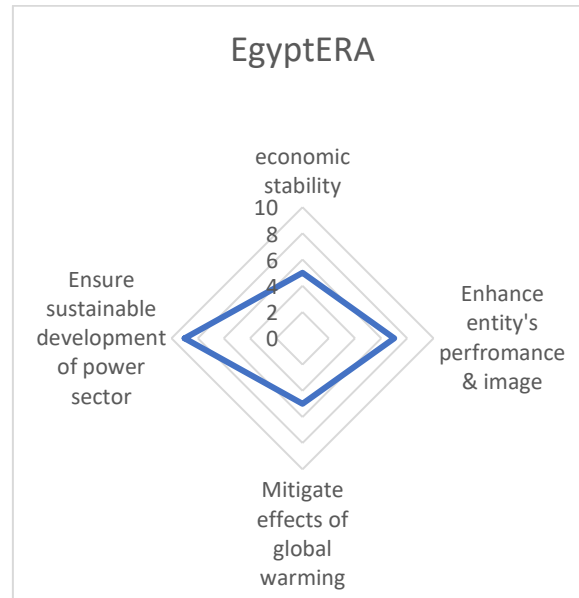 EgyptERA
economic
stability
10
8
6
4
2
0
Enhance
entity's
perfromance
& image
Mitigate
effects of
global
warming
Ensure
sustainable
development
of power
sector